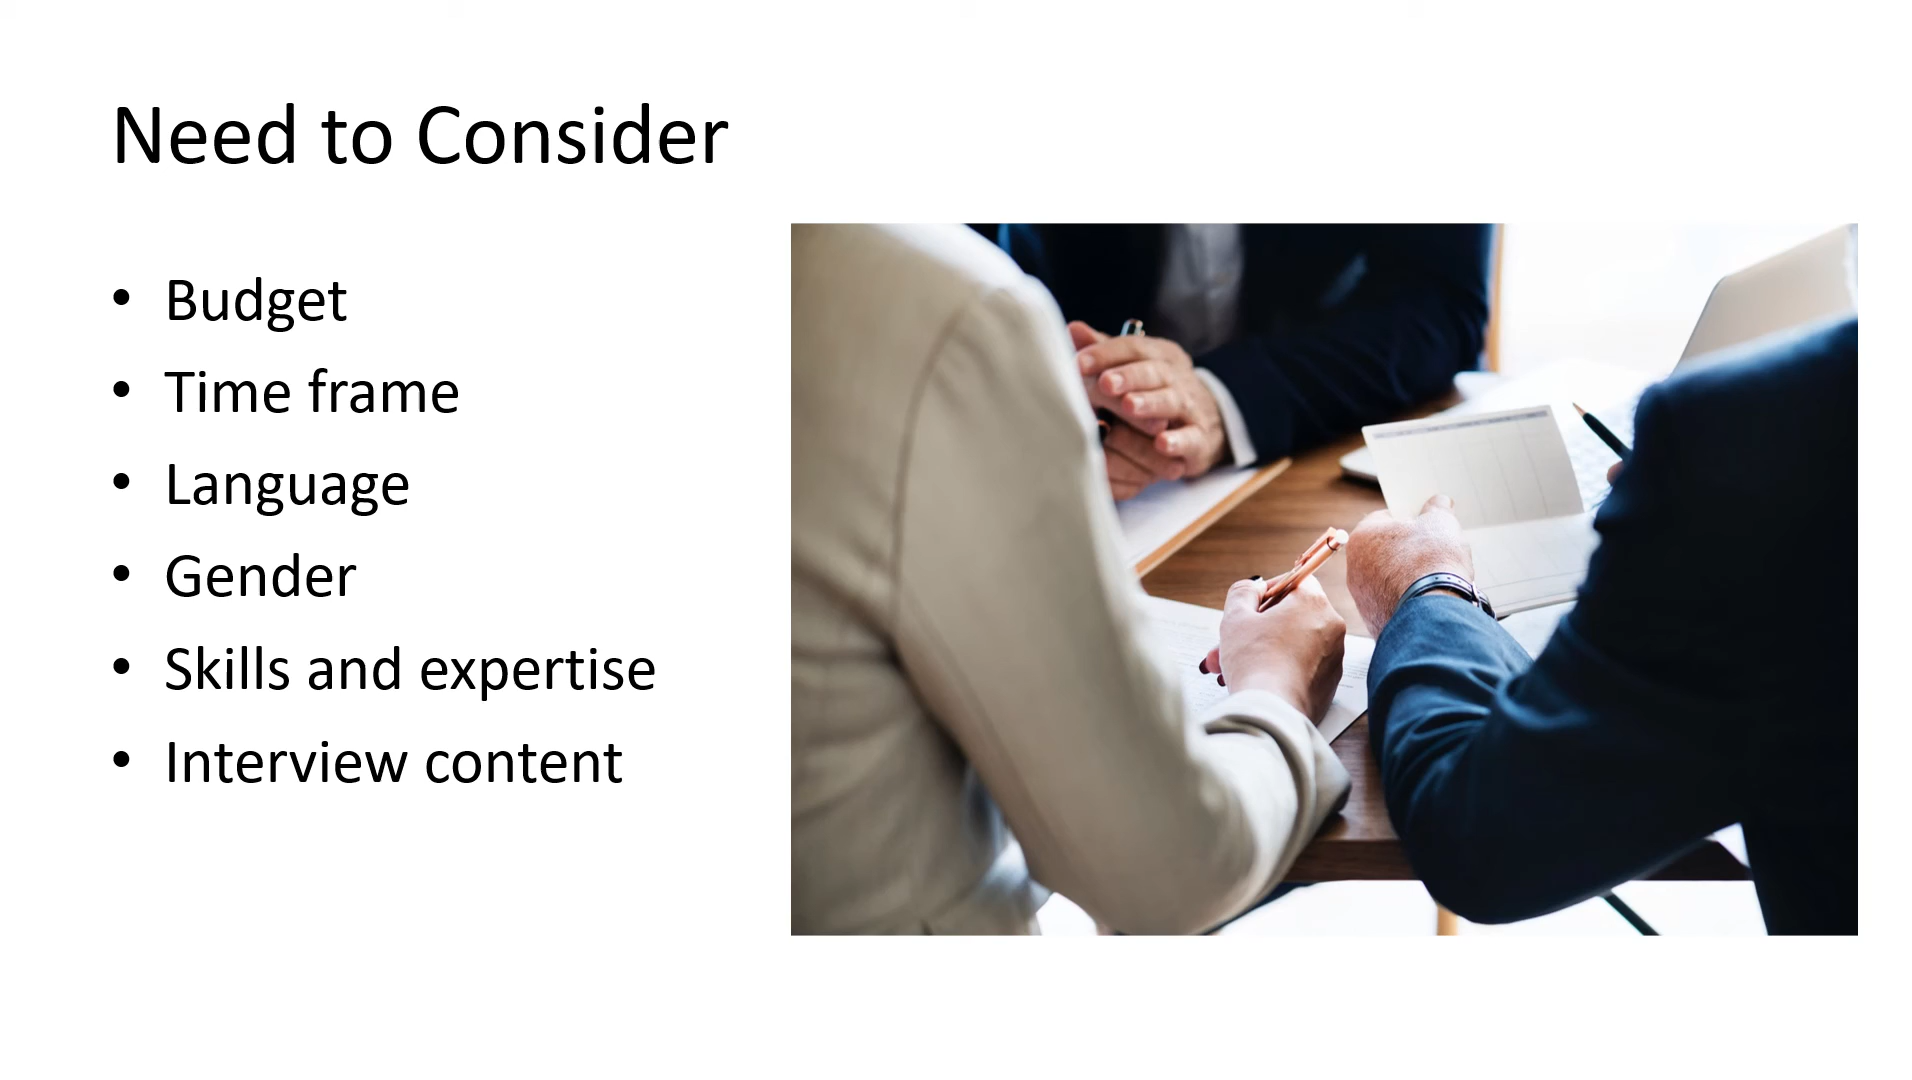 Need to Consider
• Budget
• Time frame
• Language
• Gender
• Skills and expertise
• Interview content